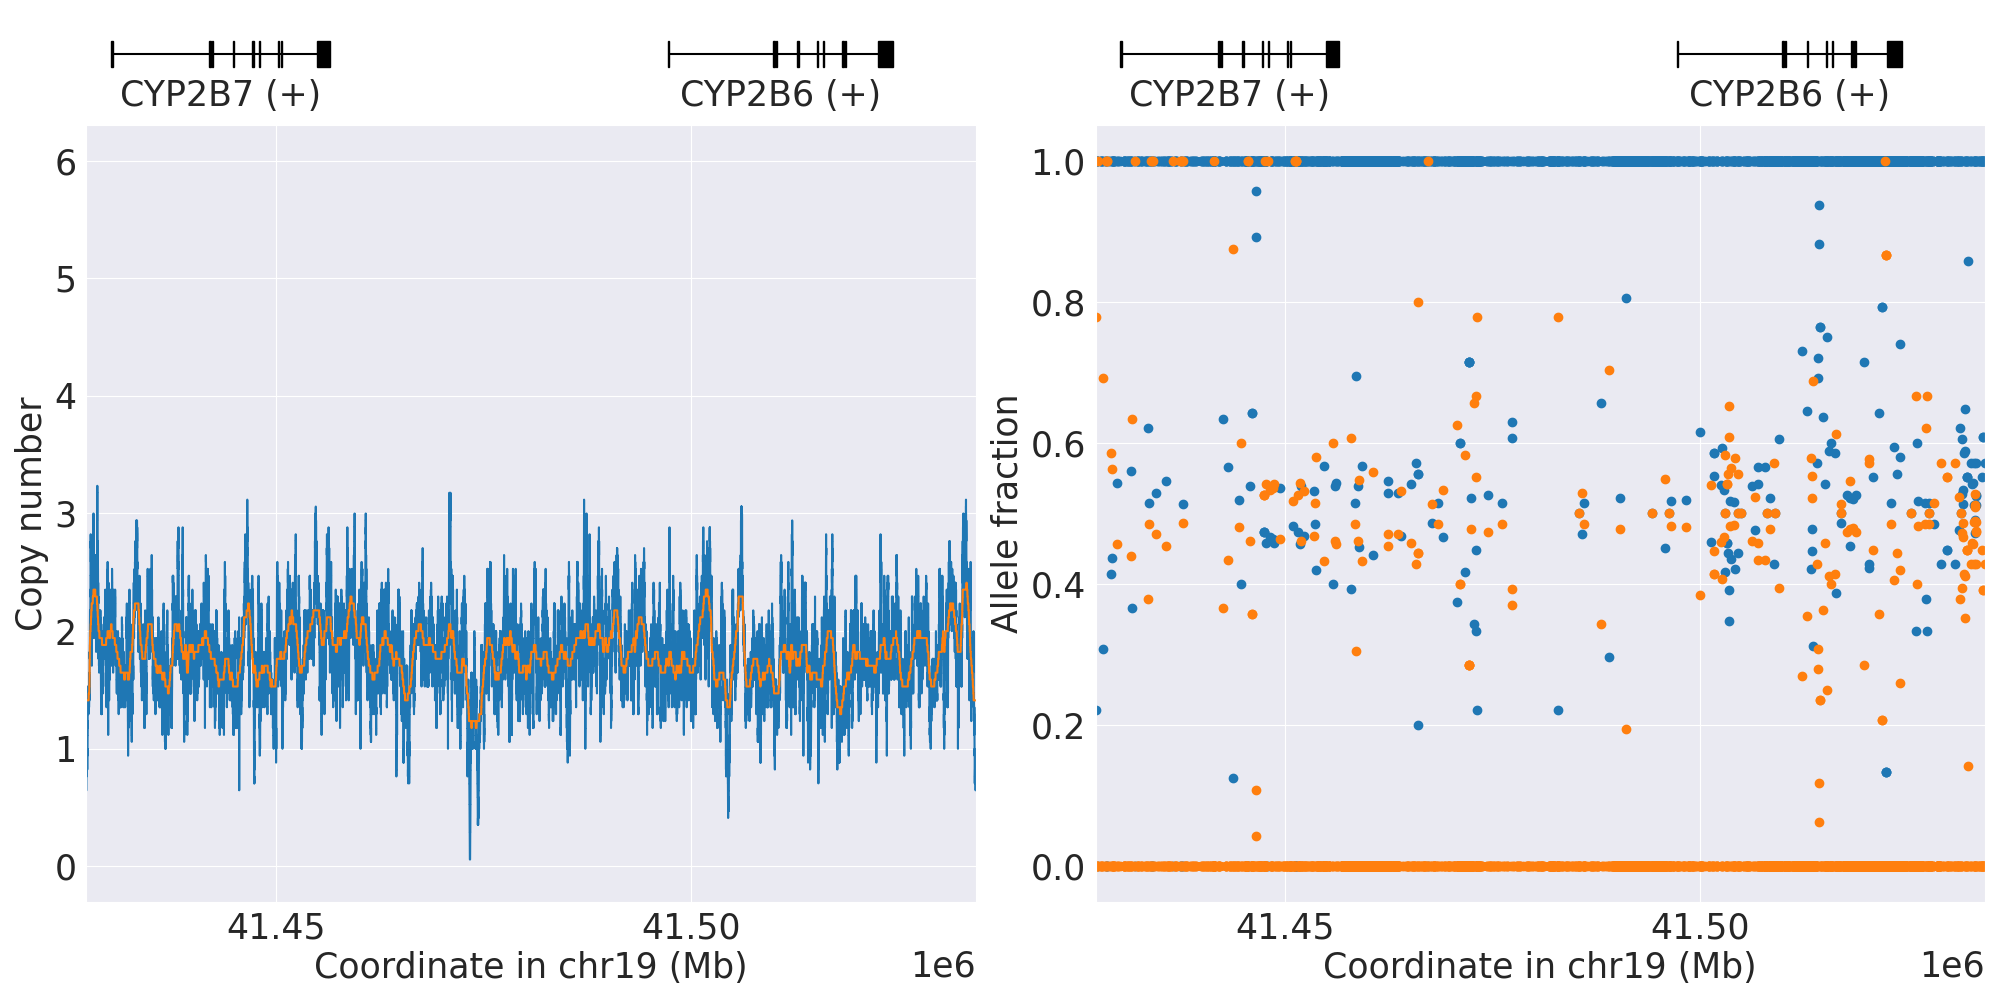 CYP2B7 (+)
CYP2B6 (+)
CYP2B7 (+)
CYP2B6 (+)
6
5
4
3
2
1
0
Copy number
41.45
41.50
Coordinate in chr19 (Mb)
1e6
1.0
0.8
0.6
0.4
0.2
0.0
Allele fraction
41.45
41.50
Coordinate in chr19 (Mb)
1e6